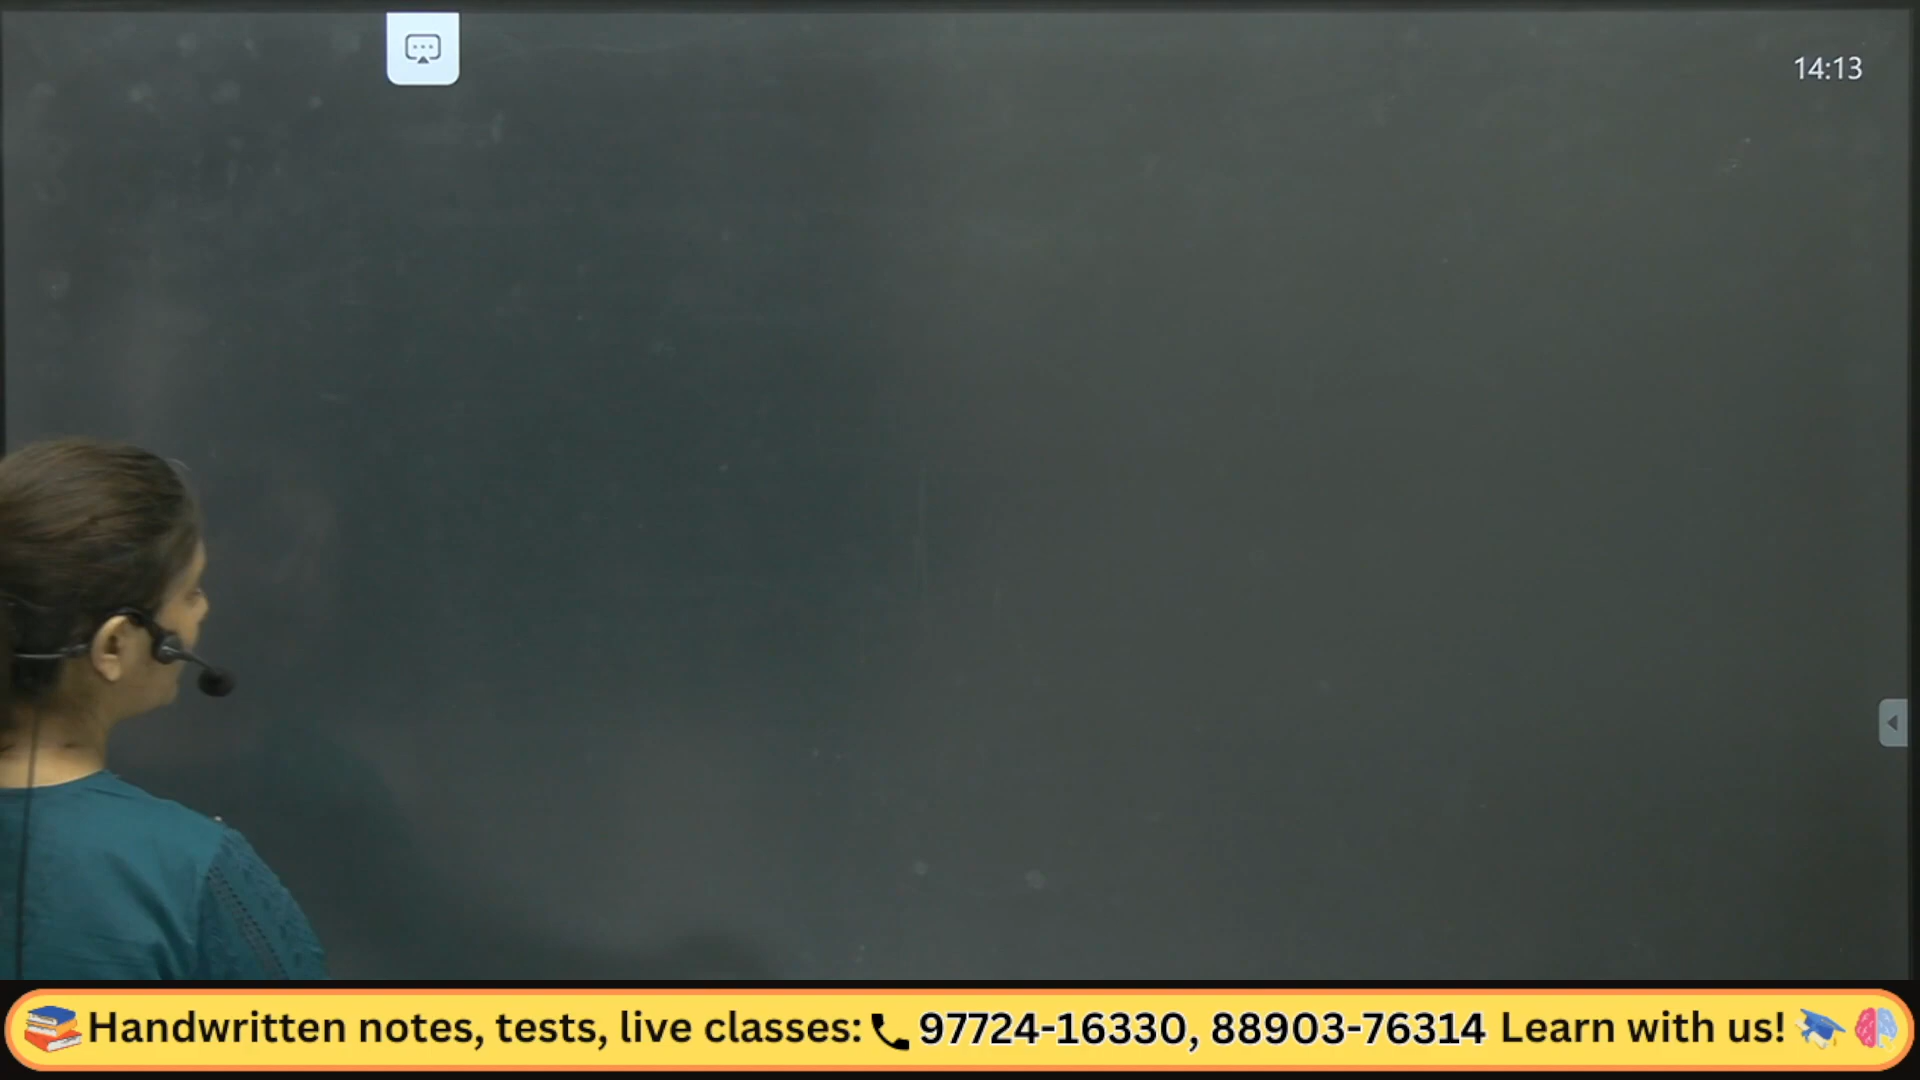 14:13
Handwritten notes, tests, live classes: 97724-16330, 88903-76314 Learn with us!